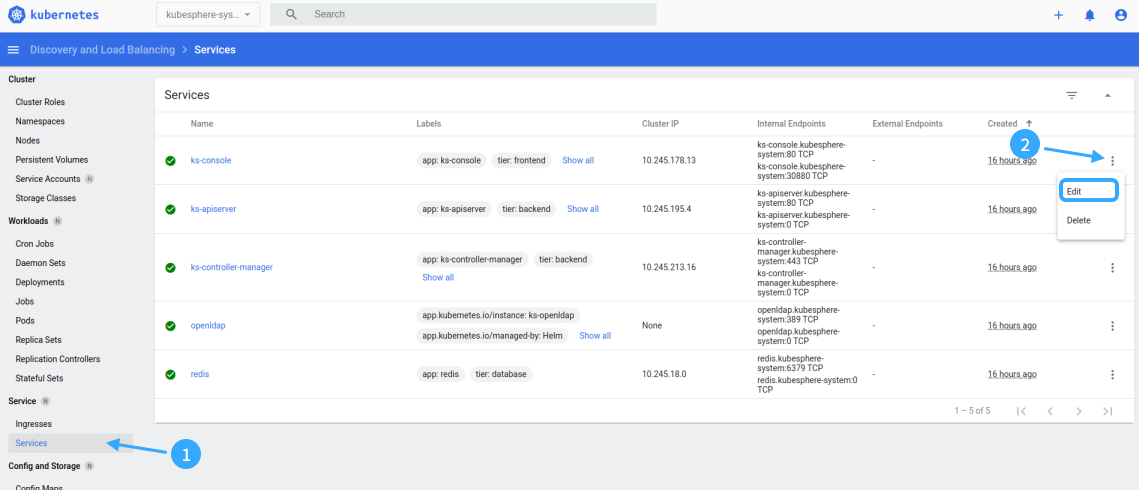 kubernetes
kubesphere-sys...
Search
Discovery and Load Balancing > Services
Cluster
Cluster Roles
Namespaces
Nodes
Persistent Volumes
Service Accounts N
Storage Classes
Workloads N
Cron Jobs
Daemon Sets
Deployments
Jobs
Pods
Replica Sets
Replication Controllers
Stateful Sets
Service N
Ingresses
Services
1
Config and Storage N
Config Maps
Services
Name Labels Cluster IP Internal Endpoints External Endpoints Created
2
ks-console
app: ks-console tier: frontend Show all
10.245.178.13
ks-console.kubesphere-
system:80 TCP
ks-console.kubesphere-
system:30880 TCP
-
16 hours ago
Edit
Delete
ks-apiserver
app: ks-apiserver tier: backend Show all
10.245.195.4
ks-apiserver.kubesphere-
system:80 TCP
ks-apiserver.kubesphere-
system:0 TCP
-
16 hours ago
ks-controller-manager
app: ks-controller-manager tier: backend
Show all
10.245.213.16
ks-controller-
manager.kubesphere-
system:443 TCP
ks-controller-
manager.kubesphere-
system:0 TCP
-
16 hours ago
openldap
app.kubernetes.io/instance: ks-openldap
app.kubernetes.io/managed-by: Helm Show all
None
openldap.kubesphere-
system:389 TCP
openldap.kubesphere-
system:0 TCP
-
16 hours ago
redis
app: redis tier: database
10.245.18.0
redis.kubesphere-
system:6379 TCP
redis.kubesphere-system:0
TCP
-
16 hours ago
1 – 5 of 5